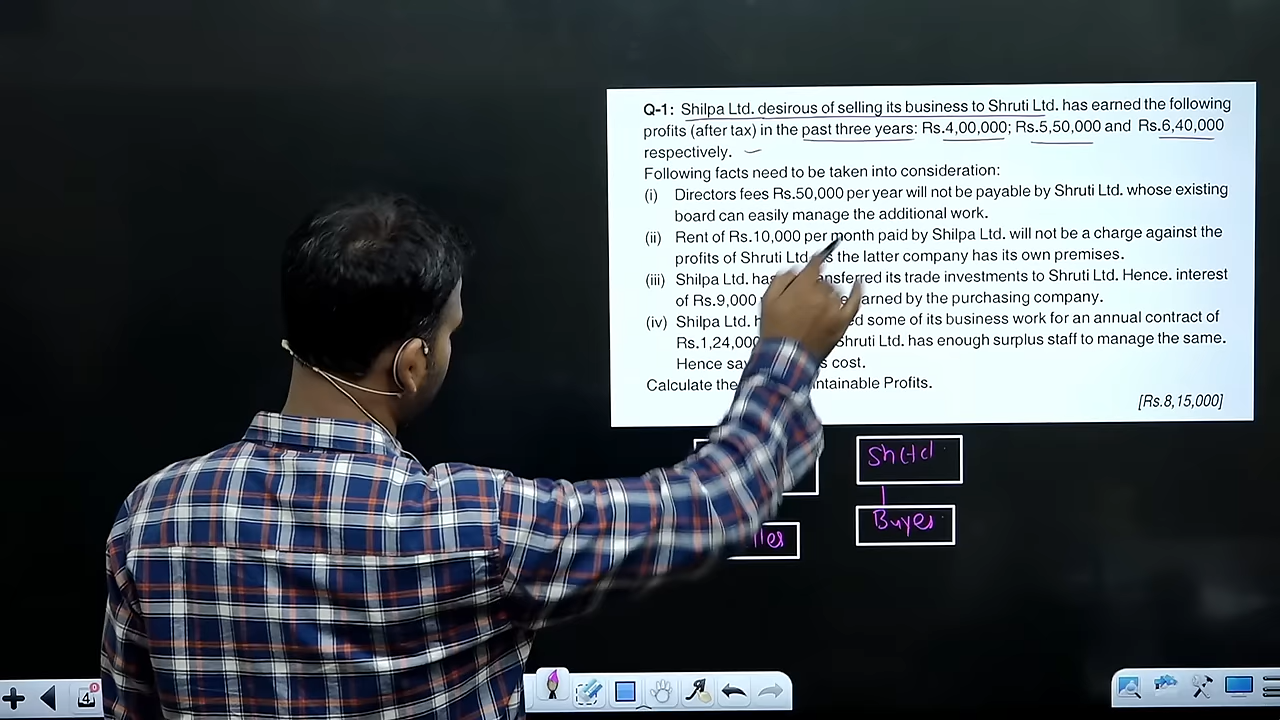 Q-1: Shilpa Ltd. desirous of selling its business to Shruti Ltd. has earned the following
profits (after tax) in the past three years: Rs.4,00,000; Rs.5,50,000 and Rs.6,40,000
respectively.
Following facts need to be taken into consideration:
(i) Directors fees Rs.50,000 per year will not be payable by Shruti Ltd. whose existing
board can easily manage the additional work.
(ii) Rent of Rs.10,000 per month paid by Shilpa Ltd. will not be a charge against the
profits of Shruti Ltd. as the latter company has its own premises.
(iii) Shilpa Ltd. has transferred its trade investments to Shruti Ltd. Hence. interest
of Rs.9,000 earned by the purchasing company.
(iv) Shilpa Ltd. some of its business work for an annual contract of
Rs.1,24,000 Shruti Ltd. has enough surplus staff to manage the same.
Hence cost.
Calculate the Profits.
[Rs.8,15,000]
Sh Ltd
Buyer
4